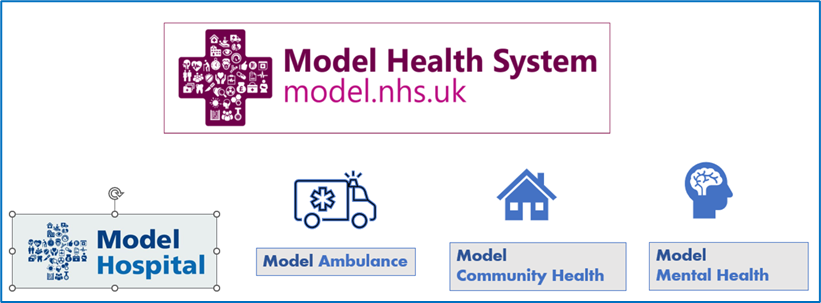 Model Health System
model.nhs.uk
Model
Hospital
Model Ambulance
Model
Community Health
Model
Mental Health